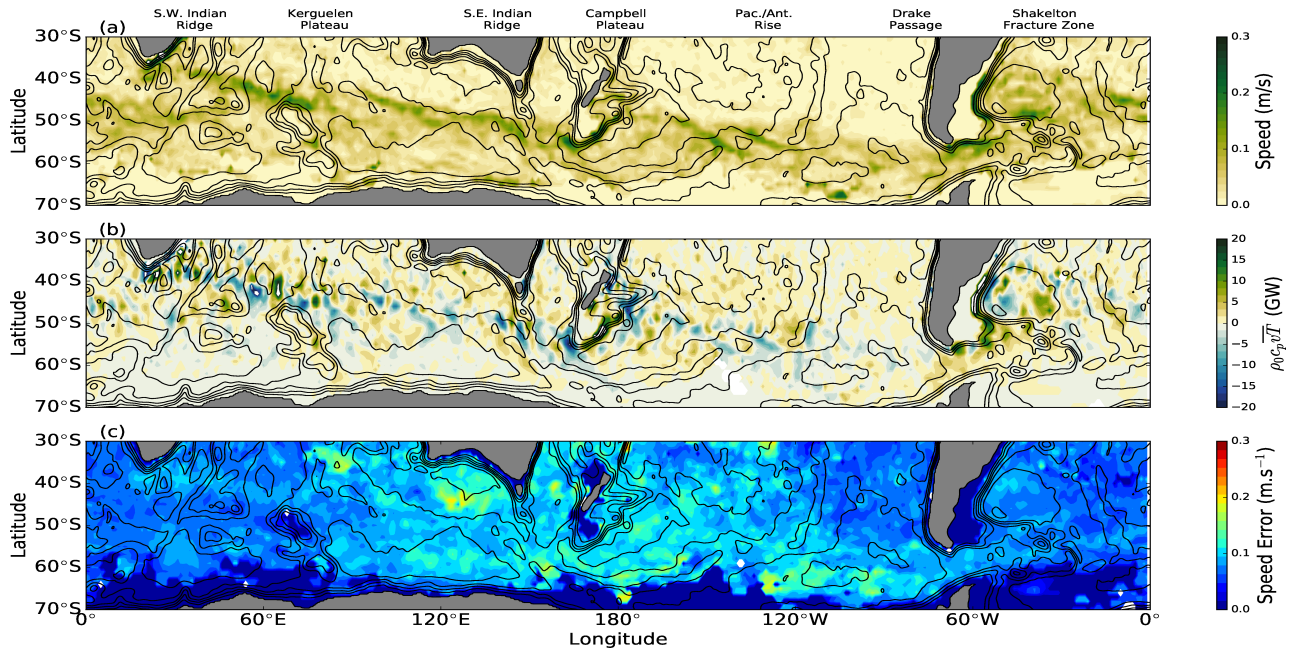 S.W. Indian Ridge
Kerguelen Plateau
S.E. Indian Ridge
Campbell Plateau
Pac./Ant. Rise
Drake Passage
Shakelton Fracture Zone
(a)
30°S
40°S
50°S
60°S
70°S
Latitude
0.3
0.2
0.1
0.0
Speed (m/s)
(b)
30°S
40°S
50°S
60°S
70°S
Latitude
20
15
10
5
0
−5
−10
−15
−20
ρ₀cₚv̅T̅ (GW)
(c)
30°S
40°S
50°S
60°S
70°S
Latitude
0.3
0.2
0.1
0.0
Speed Error (m.s⁻¹)
0°
60°E
120°E
180°
120°W
60°W
0°
Longitude